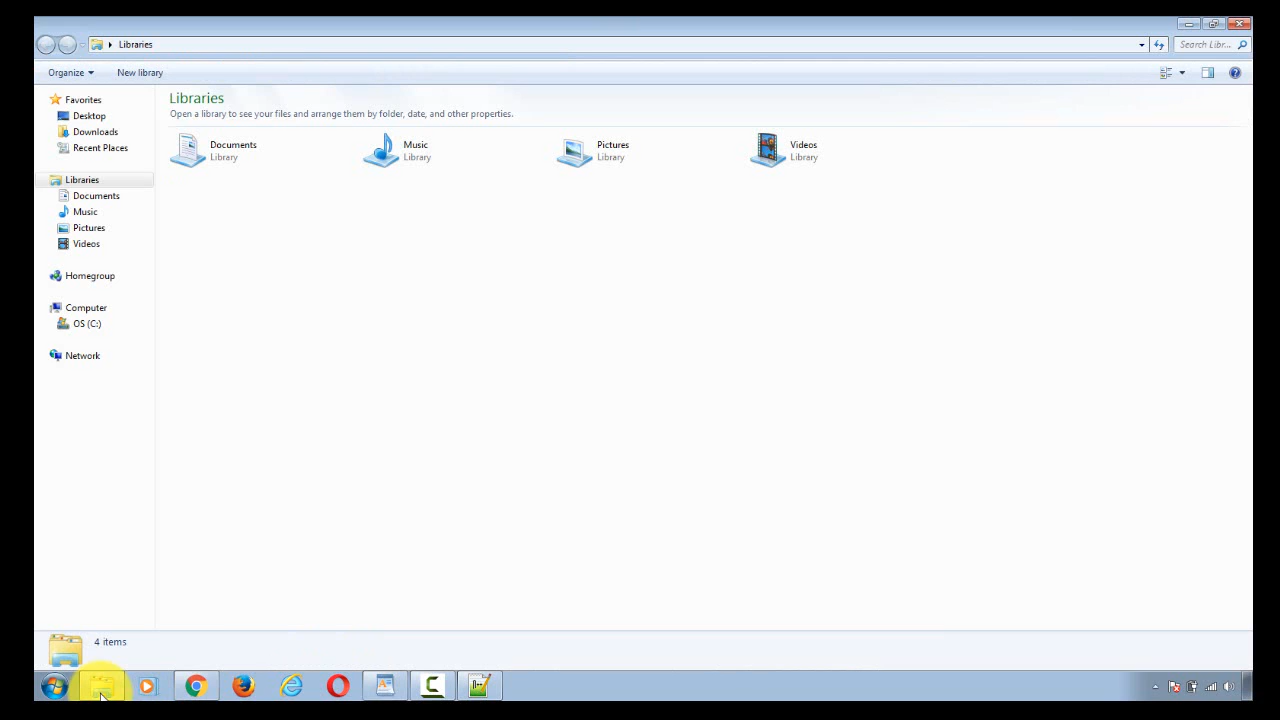 Libraries
Search Libr...
Organize
New library
Favorites
Desktop
Downloads
Recent Places
Libraries
Documents
Music
Pictures
Videos
Homegroup
Computer
OS (C:)
Network
Libraries
Open a library to see your files and arrange them by folder, date, and other properties.
Documents
Library
Music
Library
Pictures
Library
Videos
Library
4 items